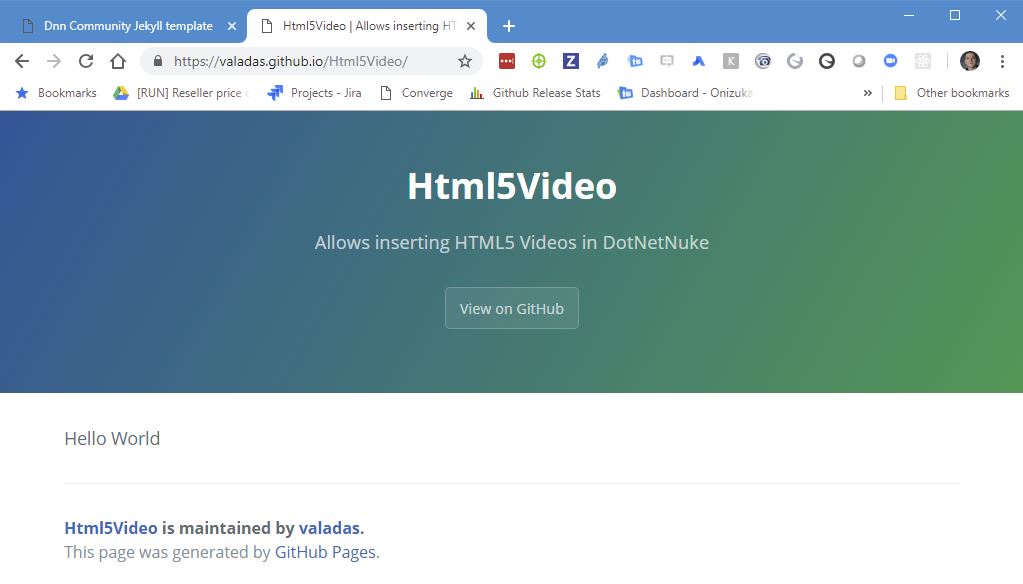 Dnn Community Jekyll template
Html5Video | Allows inserting HT
https://valadas.github.io/Html5Video/
Bookmarks
[RUN] Reseller price
Projects - Jira
Converge
Github Release Stats
Dashboard - Onizuka
»
Other bookmarks
Html5Video
Allows inserting HTML5 Videos in DotNetNuke
View on GitHub
Hello World
Html5Video is maintained by valadas.
This page was generated by GitHub Pages.